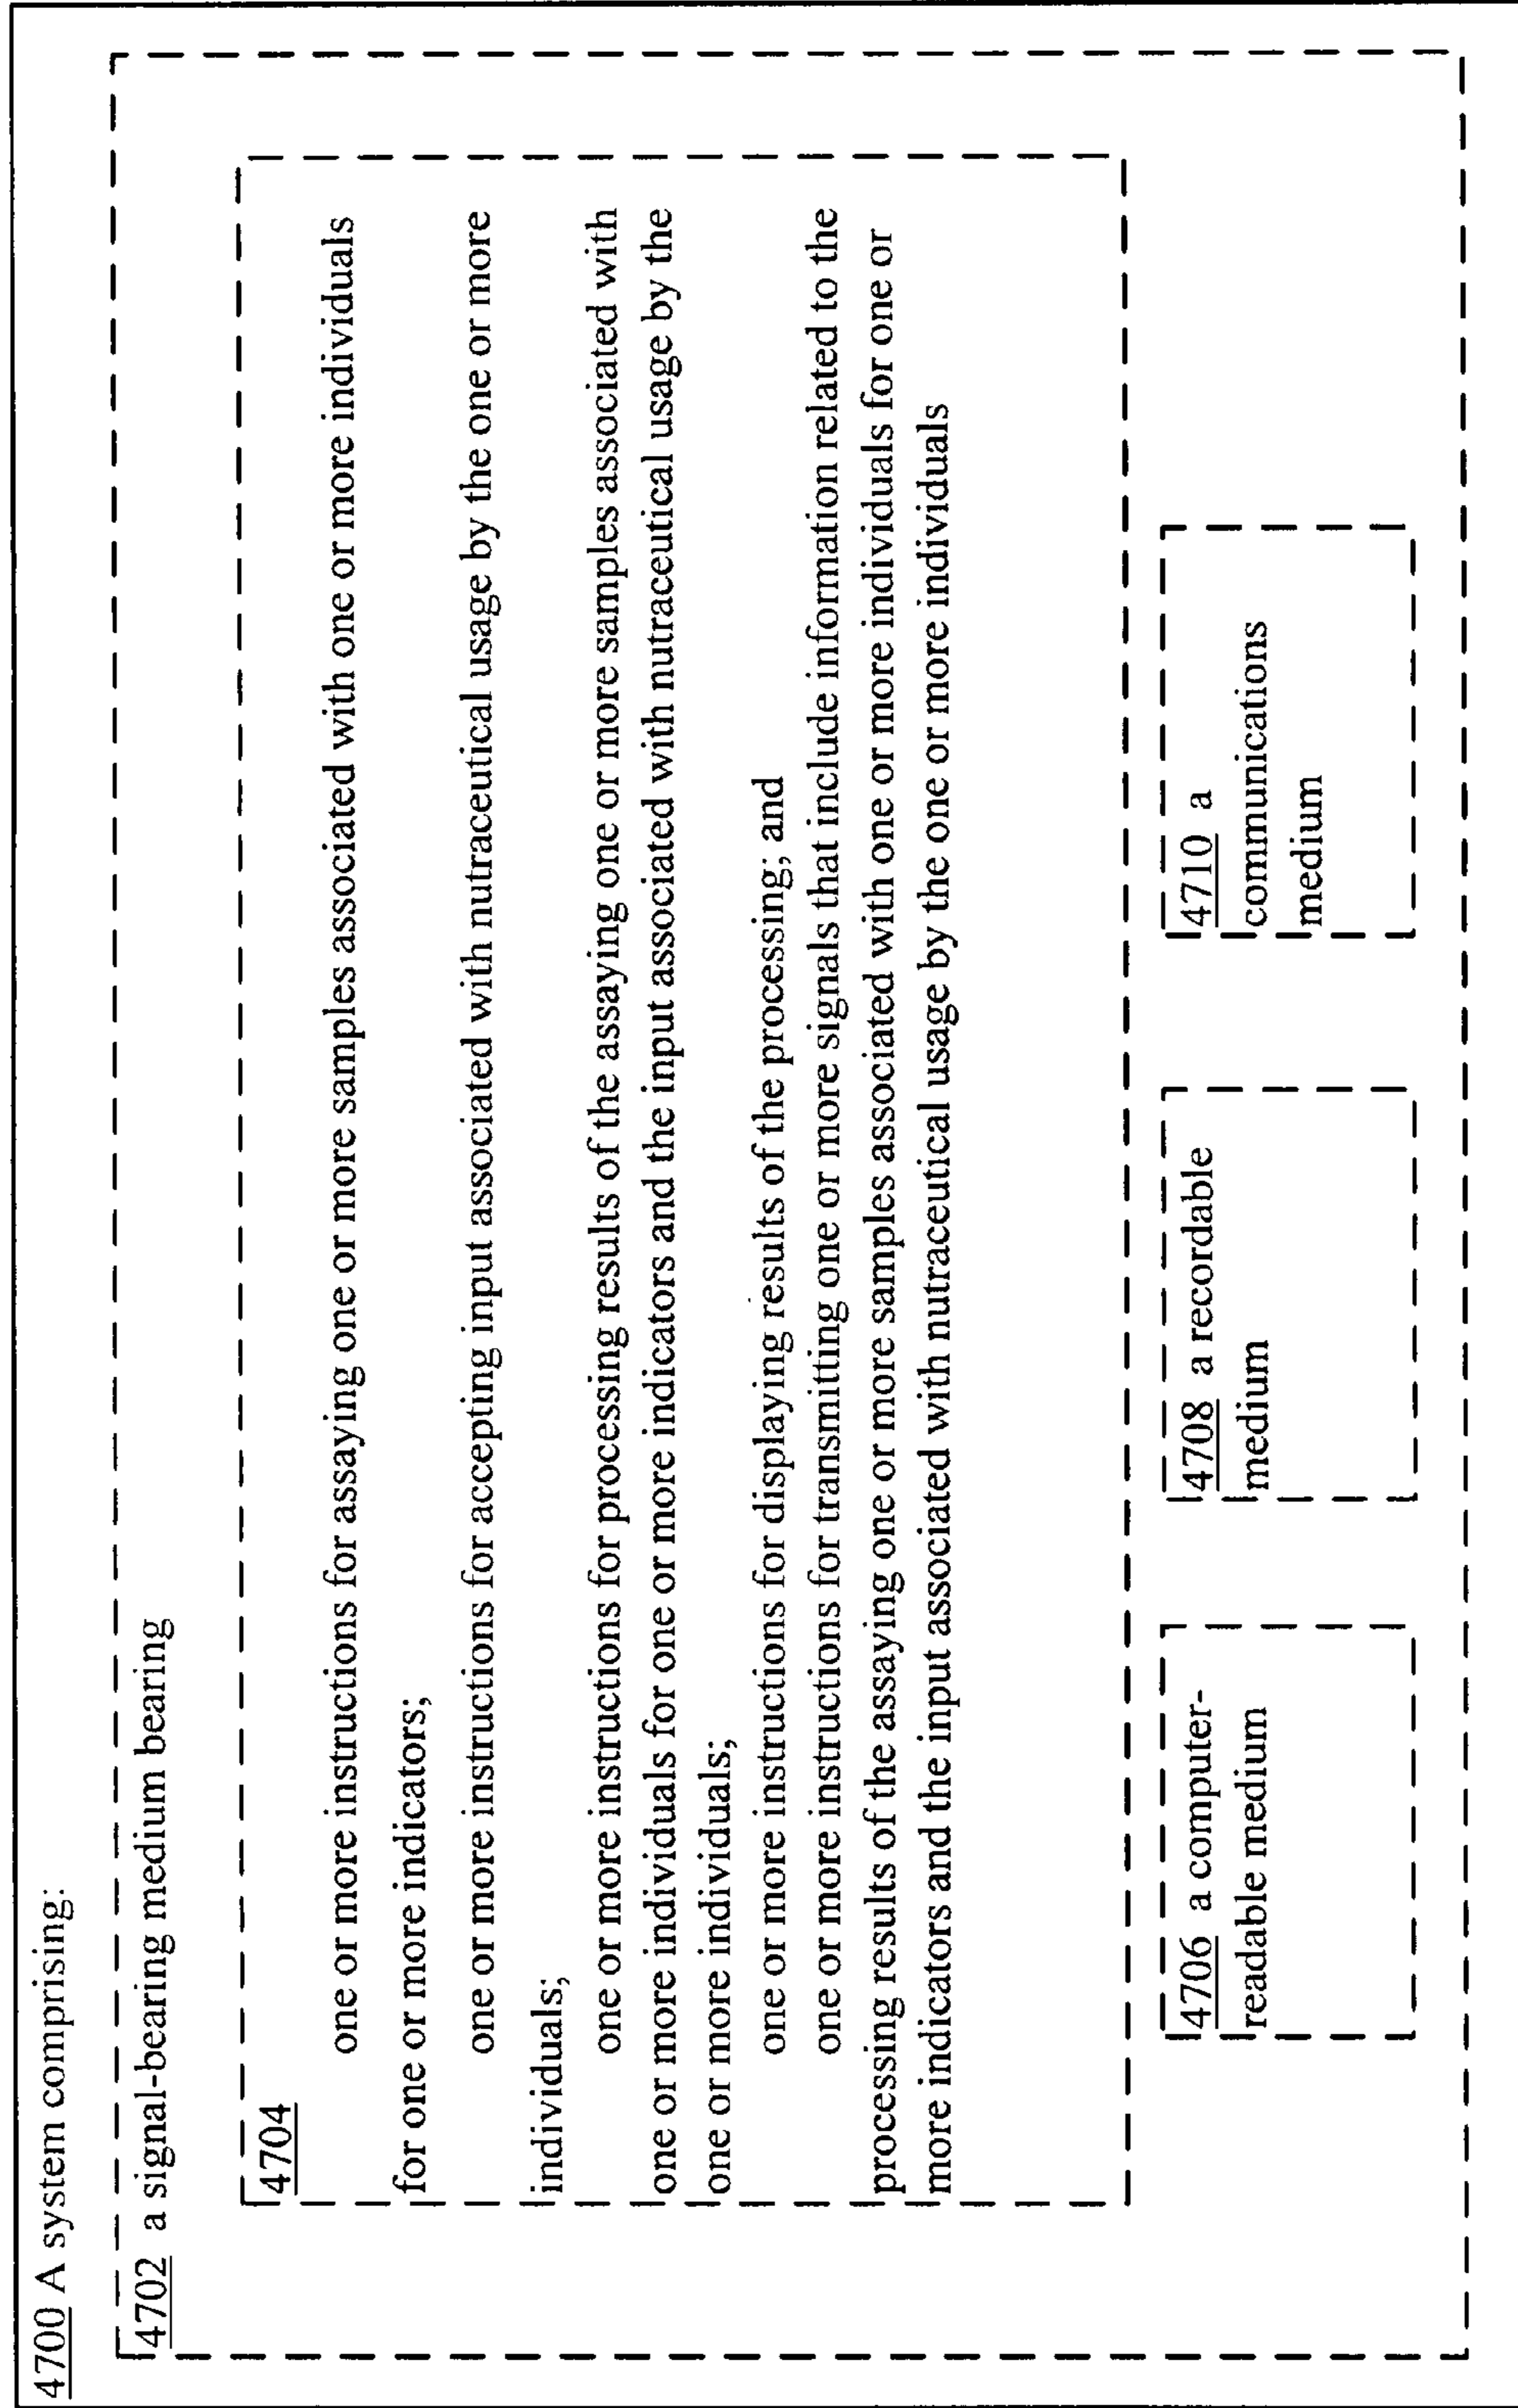 4700 A system comprising:
4702 a signal-bearing medium bearing
4704
one or more instructions for assaying one or more samples associated with one or more individuals
for one or more indicators;
one or more instructions for accepting input associated with nutraceutical usage by the one or more
individuals;
one or more instructions for processing results of the assaying one or more samples associated with
one or more individuals for one or more indicators and the input associated with nutraceutical usage by the
one or more individuals;
one or more instructions for displaying results of the processing; and
one or more instructions for transmitting one or more signals that include information related to the
processing results of the assaying one or more samples associated with one or more individuals for one or
more indicators and the input associated with nutraceutical usage by the one or more individuals
4706 a computer-
readable medium
4708 a recordable
medium
4710 a
communications
medium